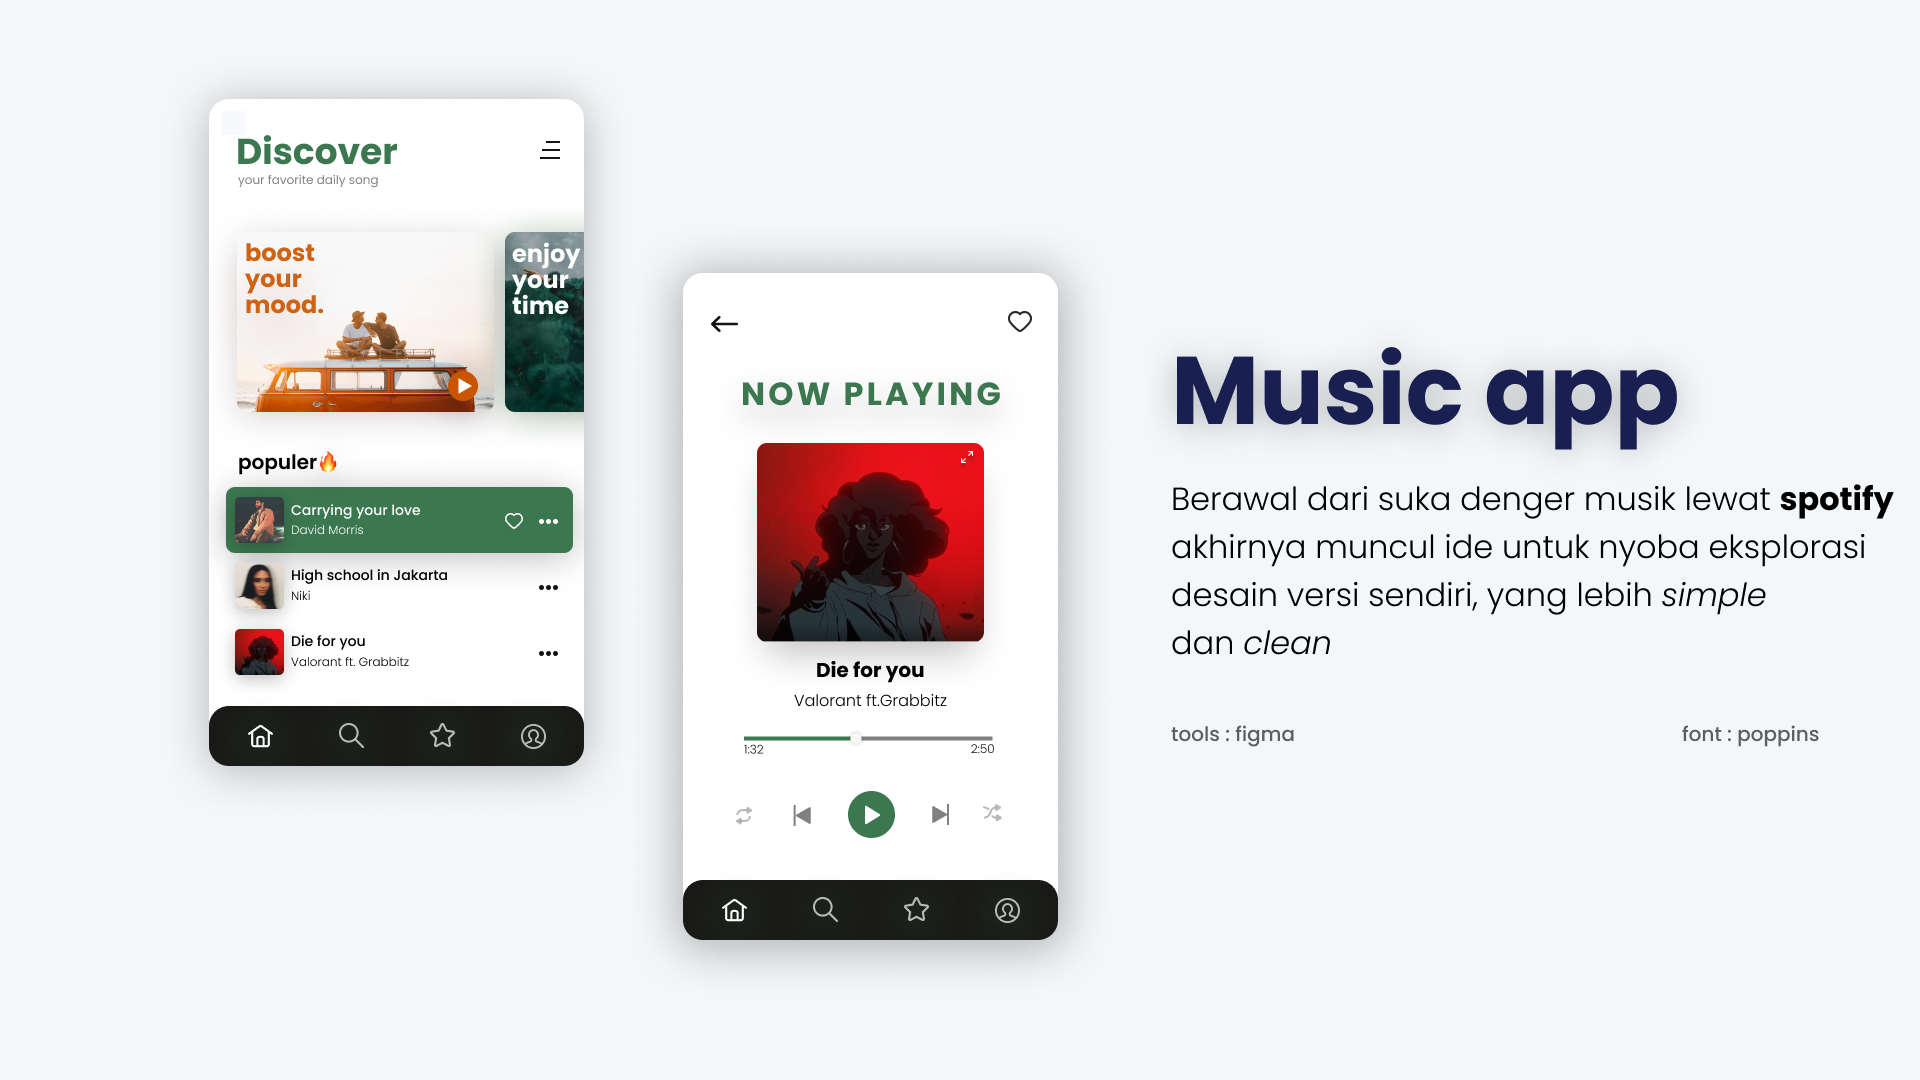 Discover
your favorite daily song
boost
your
mood.
enjoy
your
time
populer🔥
Carrying your love
David Morris
High school in Jakarta
Niki
Die for you
Valorant ft. Grabbitz
NOW PLAYING
Die for you
Valorant ft.Grabbitz
1:32 2:50
Music app
Berawal dari suka denger musik lewat spotify
akhirnya muncul ide untuk nyoba eksplorasi
desain versi sendiri, yang lebih simple
dan clean
tools : figma font : poppins